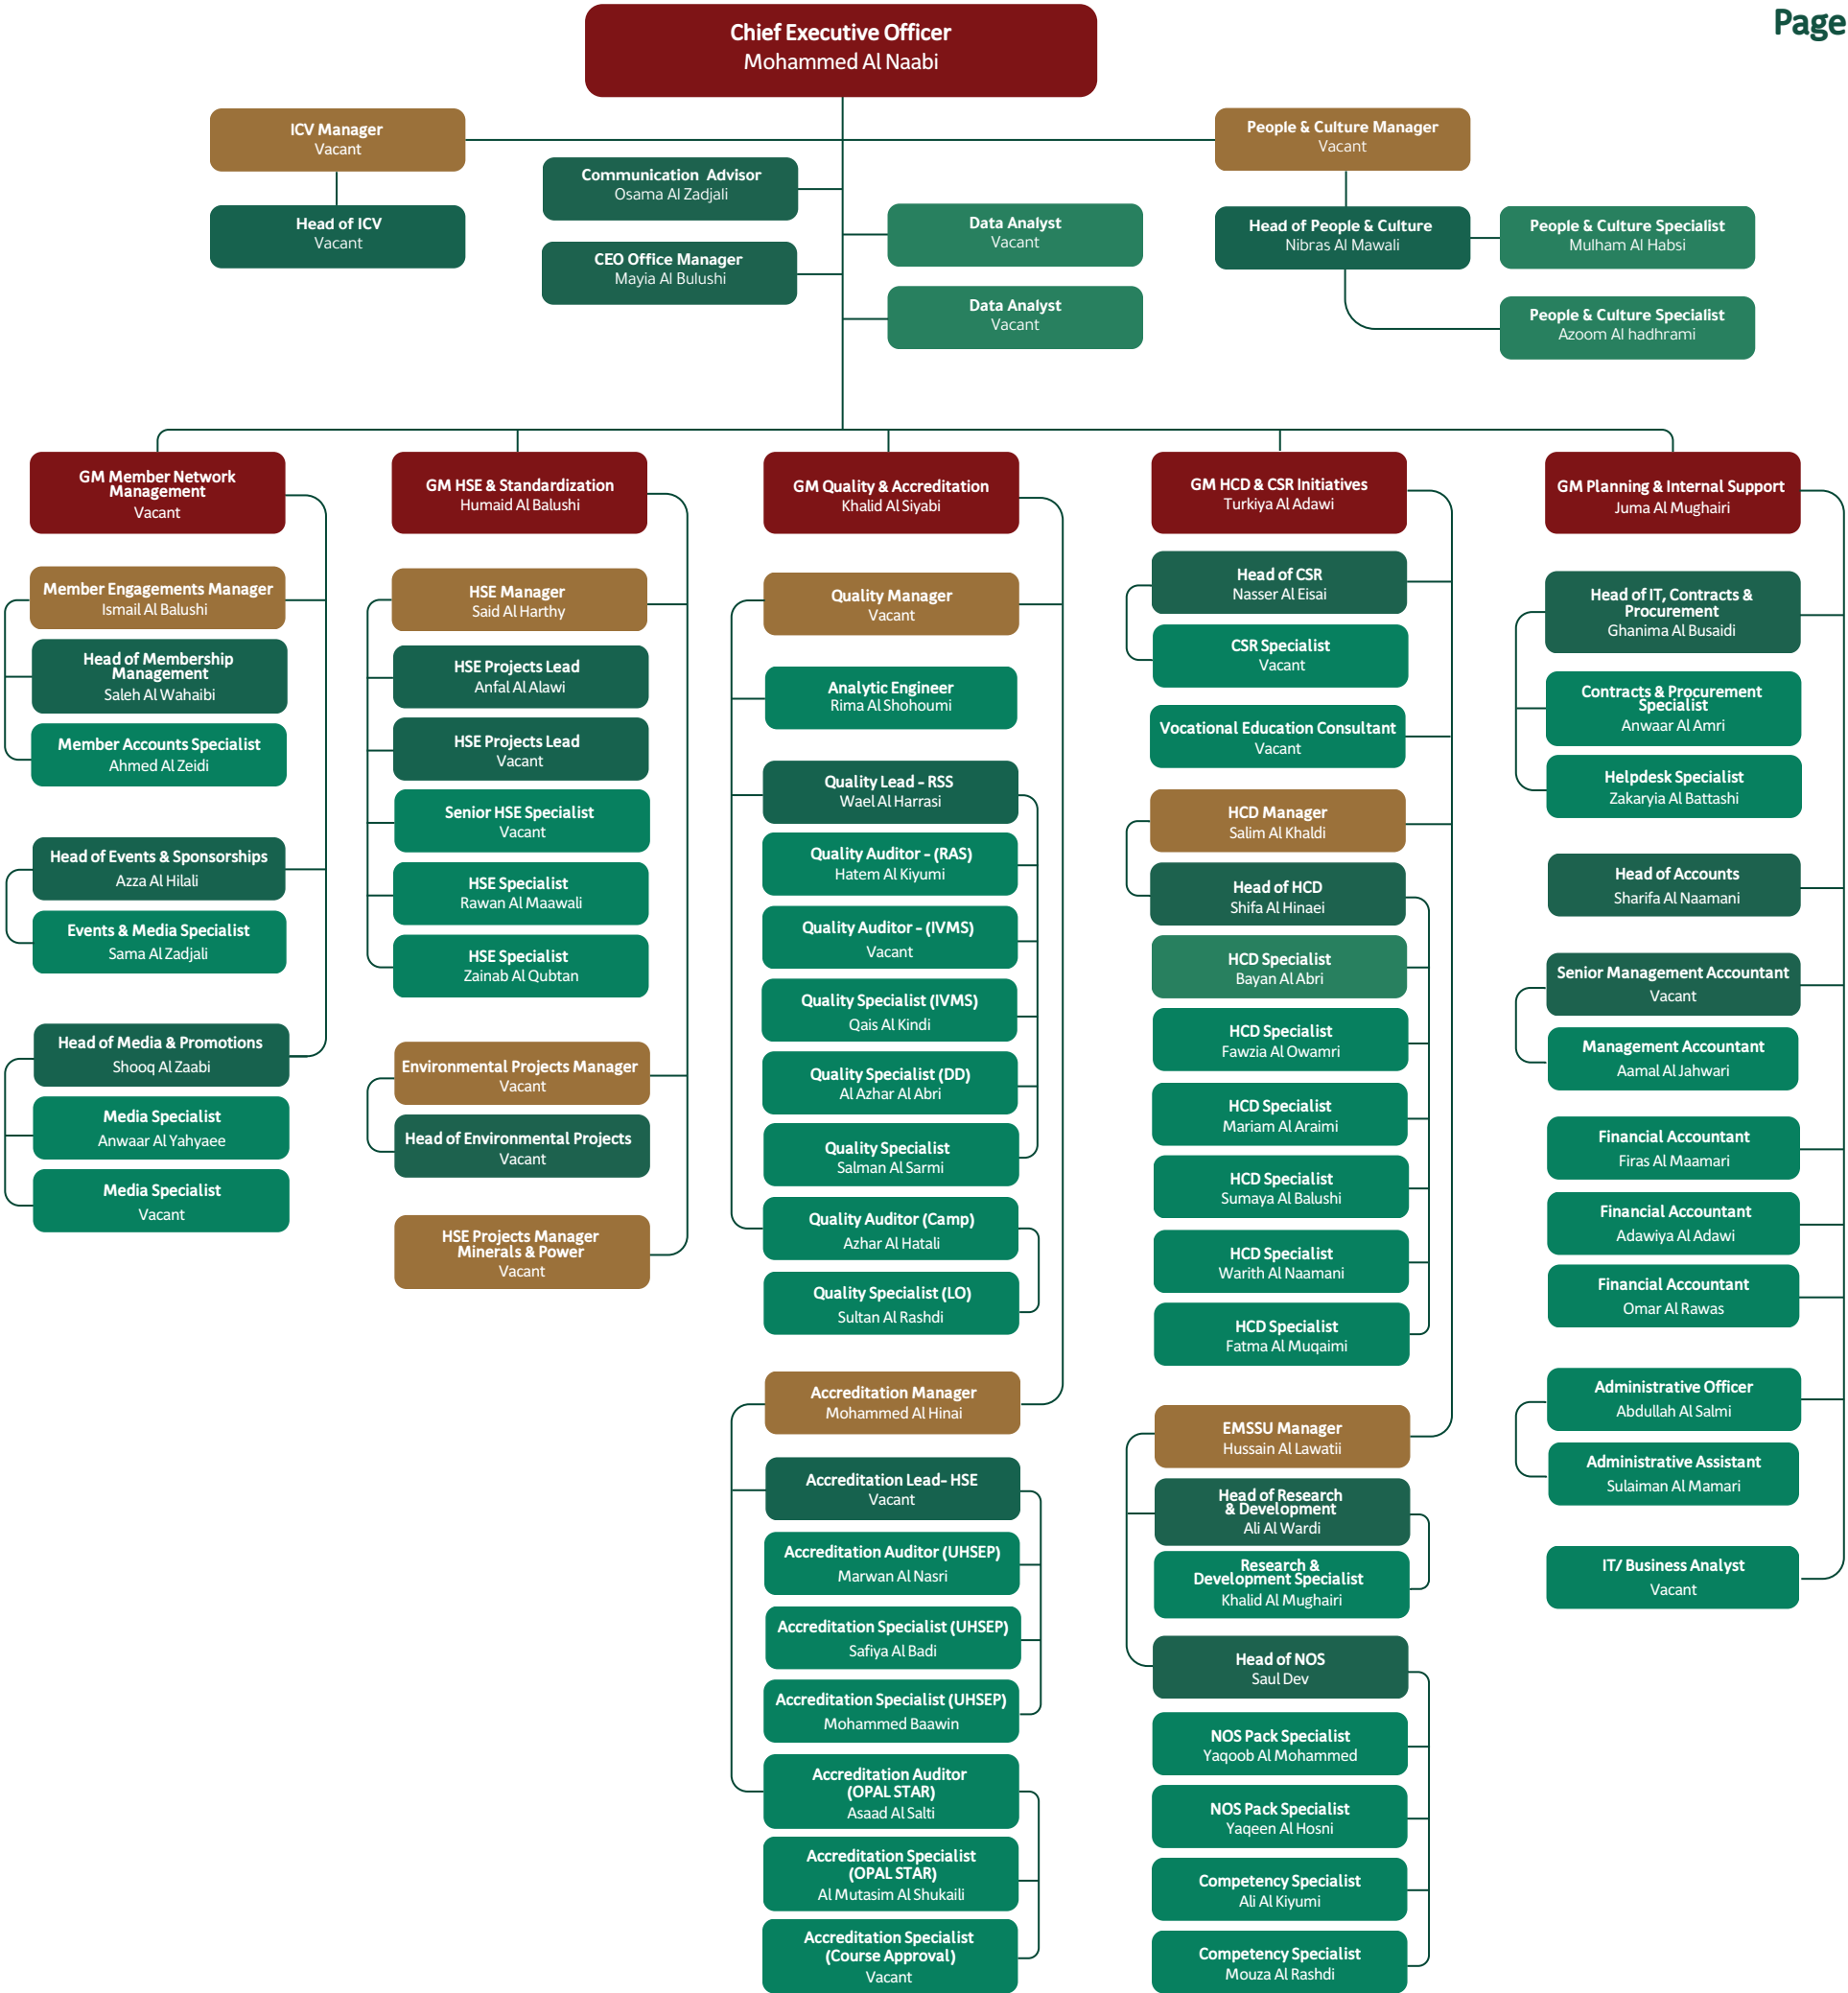 Page
Chief Executive Officer
Mohammed Al Naabi
ICV Manager
Vacant
People & Culture Manager
Vacant
Communication Advisor
Osama Al Zadjali
Head of ICV
Vacant
Data Analyst
Vacant
Head of People & Culture
Nibras Al Mawali
People & Culture Specialist
Mulham Al Habsi
CEO Office Manager
Mayia Al Bulushi
Data Analyst
Vacant
People & Culture Specialist
Azoom Al hadhrami
GM Member Network
Management
Vacant
Member Engagements Manager
Ismail Al Balushi
Head of Membership
Management
Saleh Al Wahaibi
Member Accounts Specialist
Ahmed Al Zeidi
Head of Events & Sponsorships
Azza Al Hilali
Events & Media Specialist
Sama Al Zadjali
Head of Media & Promotions
Shooq Al Zaabi
Media Specialist
Anwaar Al Yahyaee
Media Specialist
Vacant
GM HSE & Standardization
Humaid Al Balushi
HSE Manager
Said Al Harthy
HSE Projects Lead
Anfal Al Alawi
HSE Projects Lead
Vacant
Senior HSE Specialist
Vacant
HSE Specialist
Rawan Al Maawali
HSE Specialist
Zainab Al Qubtan
Environmental Projects Manager
Vacant
Head of Environmental Projects
Vacant
HSE Projects Manager
Minerals & Power
Vacant
GM Quality & Accreditation
Khalid Al Siyabi
Quality Manager
Vacant
Analytic Engineer
Rima Al Shohoumi
Quality Lead - RSS
Wael Al Harrasi
Quality Auditor - (RAS)
Hatem Al Kiyumi
Quality Auditor - (IVMS)
Vacant
Quality Specialist (IVMS)
Qais Al Kindi
Quality Specialist (DD)
Al Azhar Al Abri
Quality Specialist
Salman Al Sarmi
Quality Auditor (Camp)
Azhar Al Hatali
Quality Specialist (LO)
Sultan Al Rashdi
Accreditation Manager
Mohammed Al Hinai
Accreditation Lead- HSE
Vacant
Accreditation Auditor (UHSEP)
Marwan Al Nasri
Accreditation Specialist (UHSEP)
Safiya Al Badi
Accreditation Specialist (UHSEP)
Mohammed Baawin
Accreditation Auditor
(OPAL STAR)
Asaad Al Salti
Accreditation Specialist
(OPAL STAR)
Al Mutasim Al Shukaili
Accreditation Specialist
(Course Approval)
Vacant
GM HCD & CSR Initiatives
Turkiya Al Adawi
Head of CSR
Nasser Al Eisai
CSR Specialist
Vacant
Vocational Education Consultant
Vacant
HCD Manager
Salim Al Khaldi
Head of HCD
Shifa Al Hinaei
HCD Specialist
Bayan Al Abri
HCD Specialist
Fawzia Al Owamri
HCD Specialist
Mariam Al Araimi
HCD Specialist
Sumaya Al Balushi
HCD Specialist
Warith Al Naamani
HCD Specialist
Fatma Al Muqaimi
EMSSU Manager
Hussain Al Lawatii
Head of Research
& Development
Ali Al Wardi
Research &
Development Specialist
Khalid Al Mughairi
Head of NOS
Saul Dev
NOS Pack Specialist
Yaqoob Al Mohammed
NOS Pack Specialist
Yaqeen Al Hosni
Competency Specialist
Ali Al Kiyumi
Competency Specialist
Mouza Al Rashdi
GM Planning & Internal Support
Juma Al Mughairi
Head of IT, Contracts &
Procurement
Ghanima Al Busaidi
Contracts & Procurement
Specialist
Anwaar Al Amri
Helpdesk Specialist
Zakaryia Al Battashi
Head of Accounts
Sharifa Al Naamani
Senior Management Accountant
Vacant
Management Accountant
Aamal Al Jahwari
Financial Accountant
Firas Al Maamari
Financial Accountant
Adawiya Al Adawi
Financial Accountant
Omar Al Rawas
Administrative Officer
Abdullah Al Salmi
Administrative Assistant
Sulaiman Al Mamari
IT/ Business Analyst
Vacant